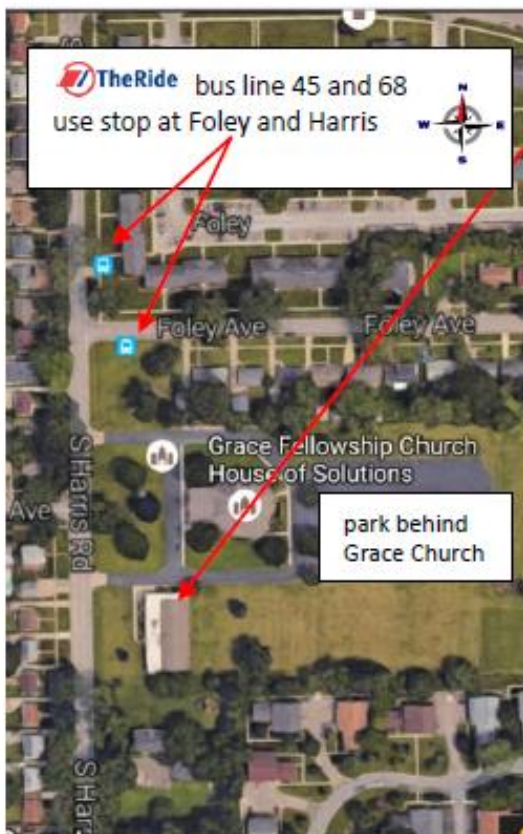 TheRide bus line 45 and 68
use stop at Foley and Harris
N
W E
S
Foley
Foley Ave Foley Ave
Grace Fellowship Church
House of Solutions
S Harris Rd
Ave
park behind
Grace Church
S Har